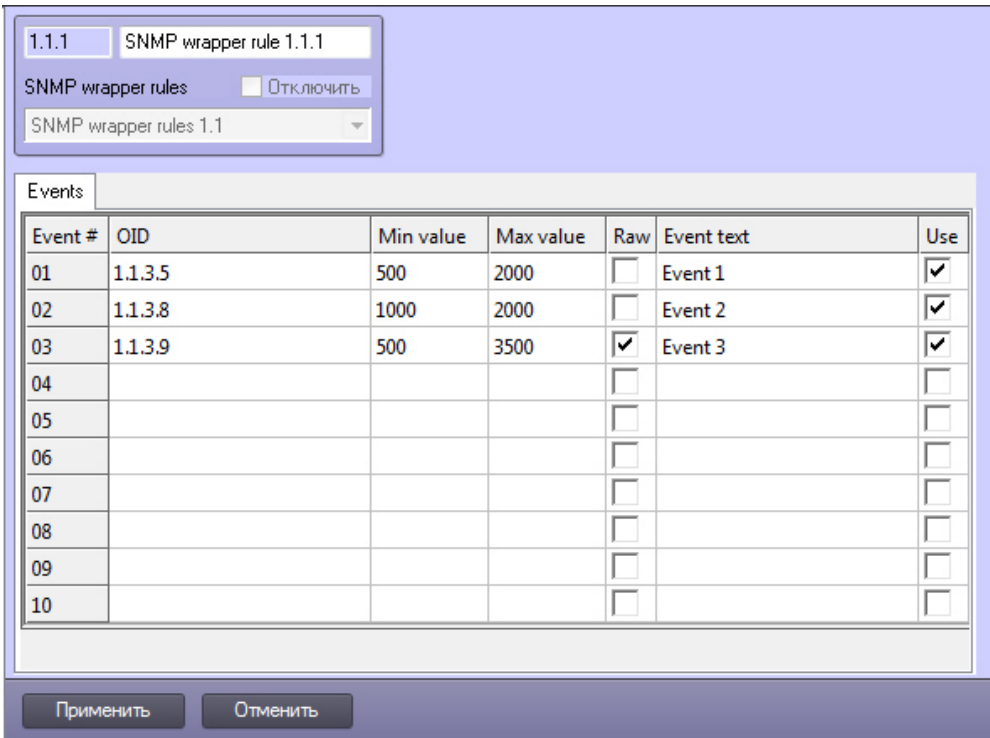 1.1.1 SNMP wrapper rule 1.1.1
SNMP wrapper rules Отключить
SNMP wrapper rules 1.1
Events
Event # OID Min value Max value Raw Event text Use
01 1.1.3.5 500 2000 Event 1
02 1.1.3.8 1000 2000 Event 2
03 1.1.3.9 500 3500 Event 3
04
05
06
07
08
09
10
Применить Отменить